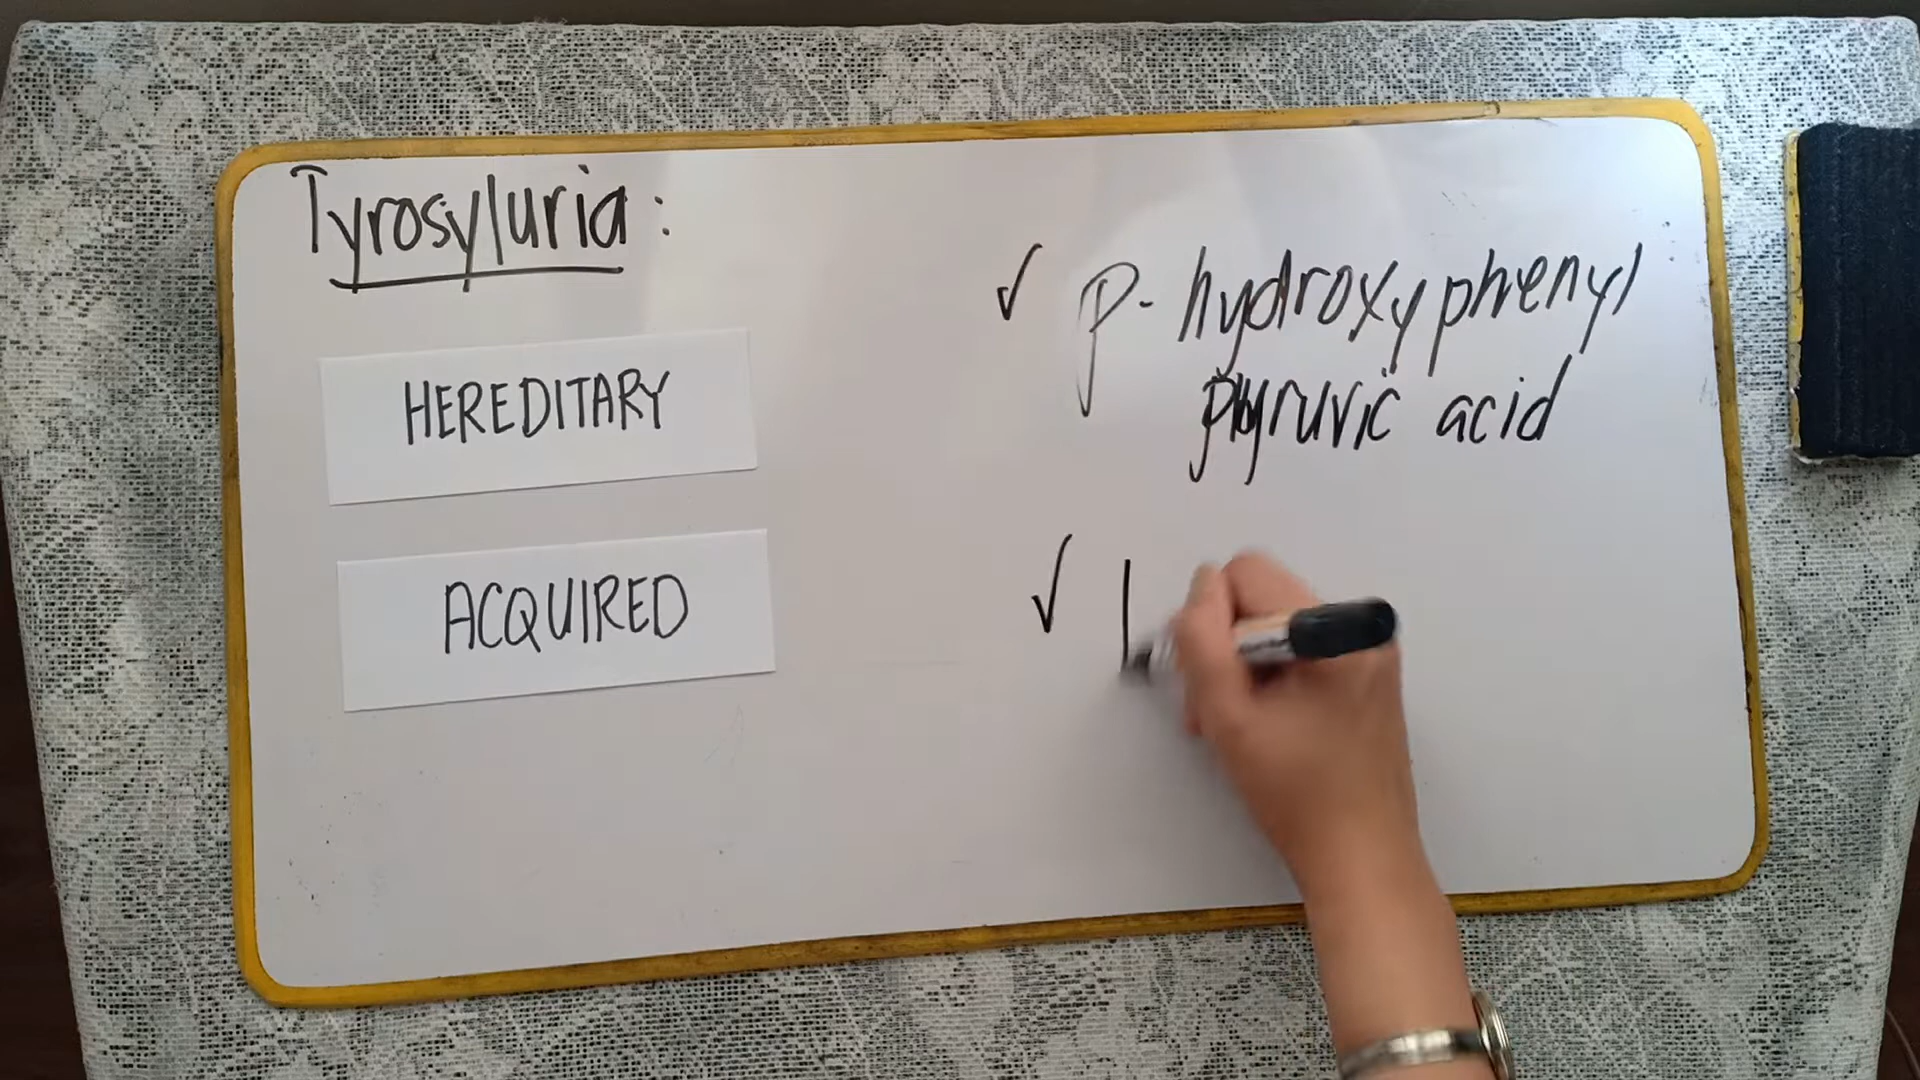 Tyrosyluria:
HEREDITARY
ACQUIRED
✓ p-hydroxyphenyl
pyruvic acid
✓